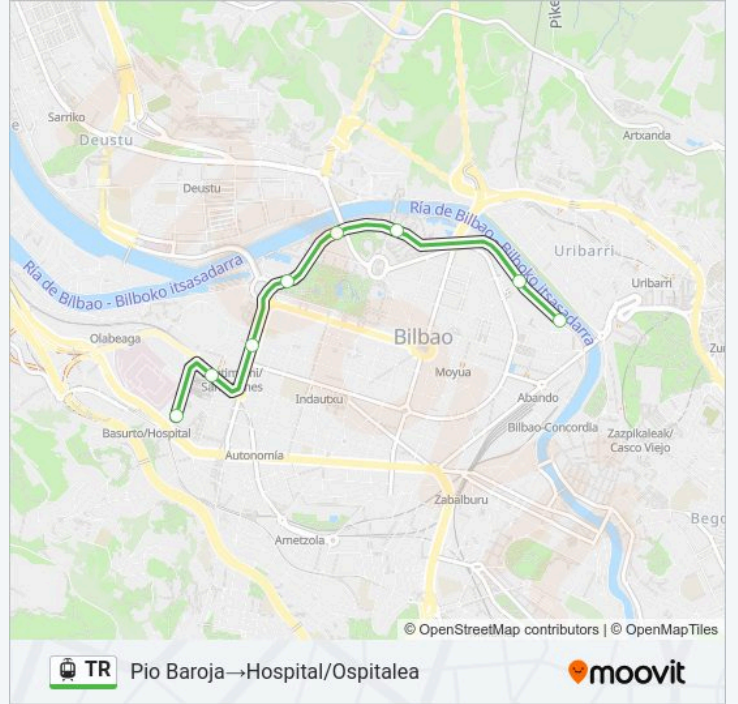 Pike
Sarriko
Deustu
Artxanda
Deustu
Ría de Bilbao - Bilboko itsasadarra
Uribarri
Ría de Bilbao - Bilboko itsasadarra
Uribarri
Olabeaga
Bilbao
Zu
Moyua
Indautxu
Abando
Basurto/Hospital
Bilbao-Concordia
Zazpikaleak/
Casco Viejo
Autonomía
Zabalburu
Bego
Ametzola
© OpenStreetMap contributors | © OpenMapTiles
TR Pio Baroja→Hospital/Ospitalea
moovit